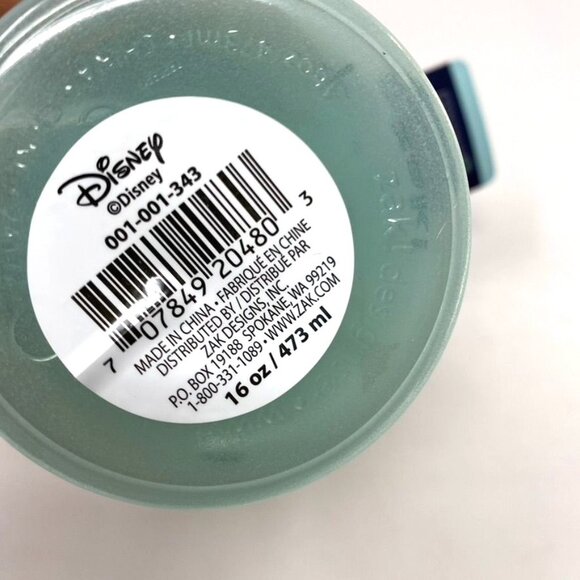 Disney
©Disney
001-001-343
7 07849 20480 3
MADE IN CHINA • FABRIQUÉ EN CHINE
DISTRIBUTED BY / DISTRIBUÉ PAR
ZAK DESIGNS, INC.
P.O. BOX 19188 SPOKANE, WA 99219
1-800-331-1089 • WWW.ZAK.COM
16 oz / 473 ml